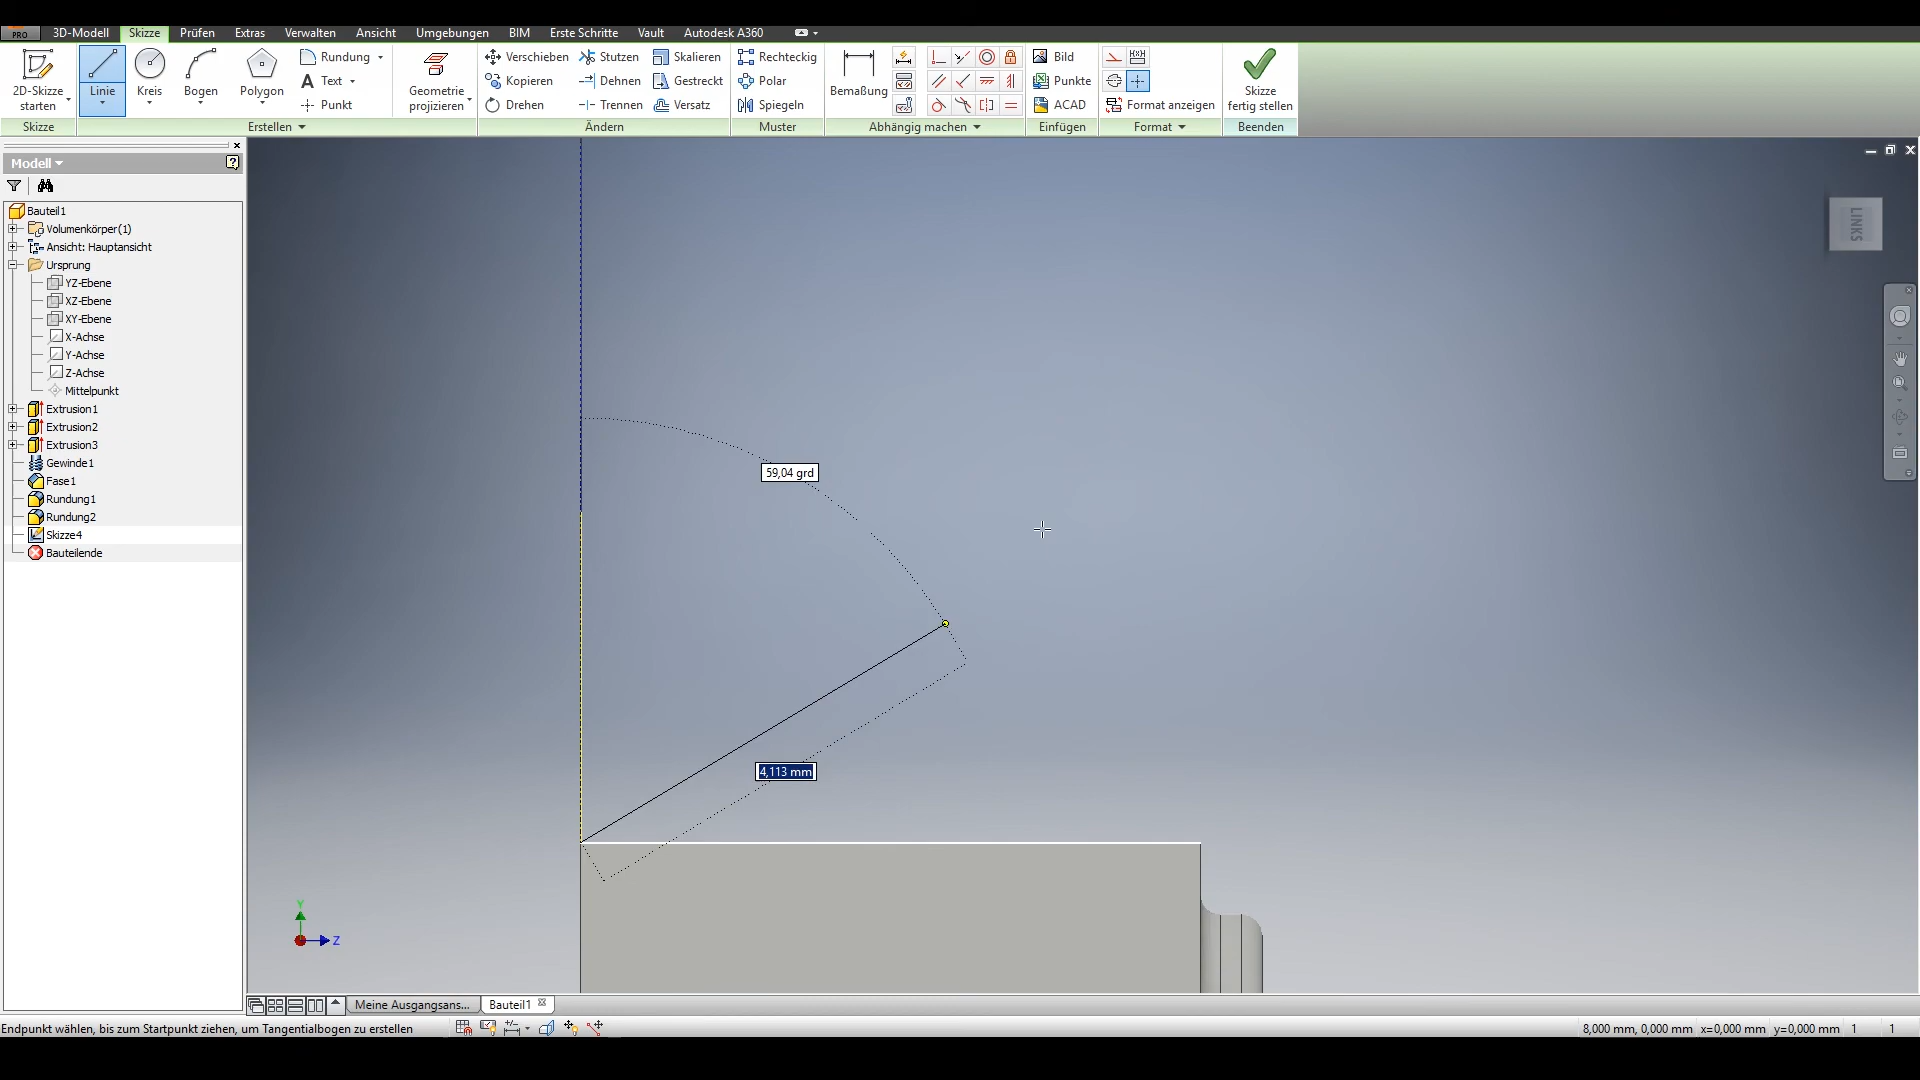 PRO 3D-Modell Skizze Prüfen Extras Verwalten Ansicht Umgebungen BIM Erste Schritte Vault Autodesk A360
2D-Skizze starten Linie Kreis Bogen Polygon Rundung Geometrie projizieren Verschieben Stutzen Skalieren Rechteckig Bemaßung Bild Skizze fertig stellen
Text Kopieren Dehnen Gestreckt Polar Punkte
Punkt Drehen Trennen Versatz Spiegeln ACAD Format anzeigen
Skizze Erstellen Ändern Muster Abhängig machen Einfügen Format Beenden
Modell
Bauteil1
Volumenkörper(1)
Ansicht: Hauptansicht
Ursprung
YZ-Ebene
XZ-Ebene
XY-Ebene
X-Achse
Y-Achse
Z-Achse
Mittelpunkt
Extrusion1
Extrusion2
Extrusion3
Gewinde1
Fase1
Rundung1
Rundung2
Skizze4
Bauteilende
LINKS
59,04 grd
4,113 mm
Y
Z
Meine Ausgangsans... Bauteil1
Endpunkt wählen, bis zum Startpunkt ziehen, um Tangentialbogen zu erstellen 8,000 mm, 0,000 mm x=0,000 mm y=0,000 mm 1 1